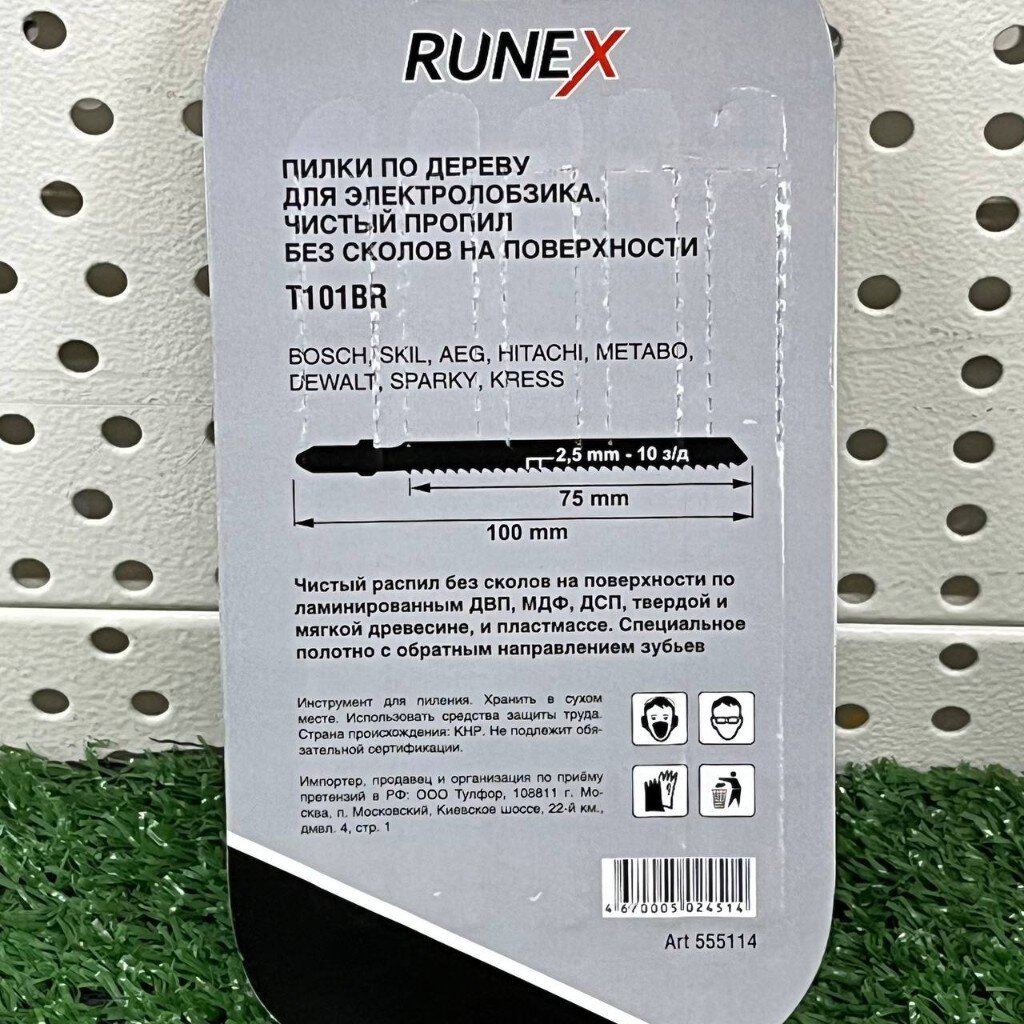 RUNEX
ПИЛКИ ПО ДЕРЕВУ
ДЛЯ ЭЛЕКТРОЛОБЗИКА.
ЧИСТЫЙ ПРОПИЛ
БЕЗ СКОЛОВ НА ПОВЕРХНОСТИ
T101BR
BOSCH, SKIL, AEG, HITACHI, METABO,
DEWALT, SPARKY, KRESS
2,5 mm - 10 з/д
75 mm
100 mm
Чистый распил без сколов на поверхности по
ламинированным ДВП, МДФ, ДСП, твердой и
мягкой древесине, и пластмассе. Специальное
полотно с обратным направлением зубьев
Инструмент для пиления. Хранить в сухом
месте. Использовать средства защиты труда.
Страна происхождения: КНР. Не подлежит обя-
зательной сертификации.
Импортер, продавец и организация по приёму
претензий в РФ: ООО Тулфор, 108811 г. Мо-
сква, п. Московский, Киевское шоссе, 22-й км.,
дмвл. 4, стр. 1
4 670005 024514
Art 555114